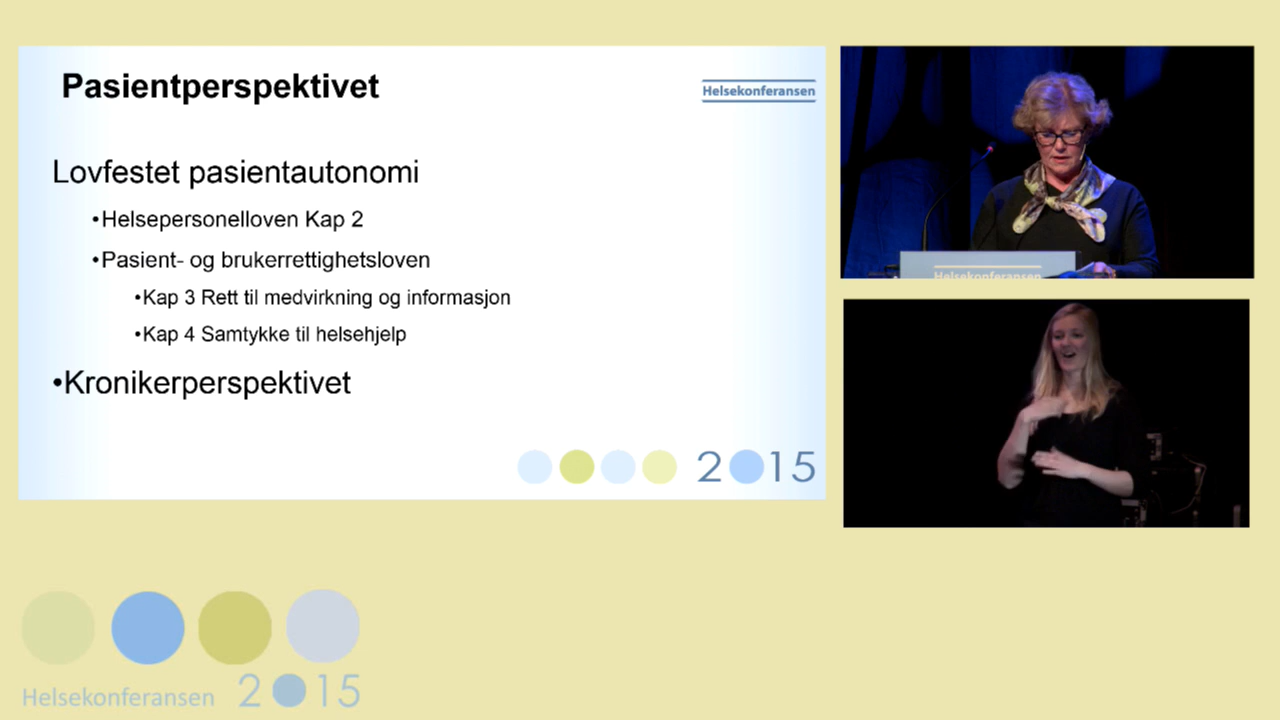 Pasientperspektivet
Helsekonferansen
Lovfestet pasientautonomi
•Helsepersonelloven Kap 2
•Pasient- og brukerrettighetsloven
•Kap 3 Rett til medvirkning og informasjon
•Kap 4 Samtykke til helsehjelp
•Kronikerperspektivet
2015
Helsekonferansen
Helsekonferansen 2015